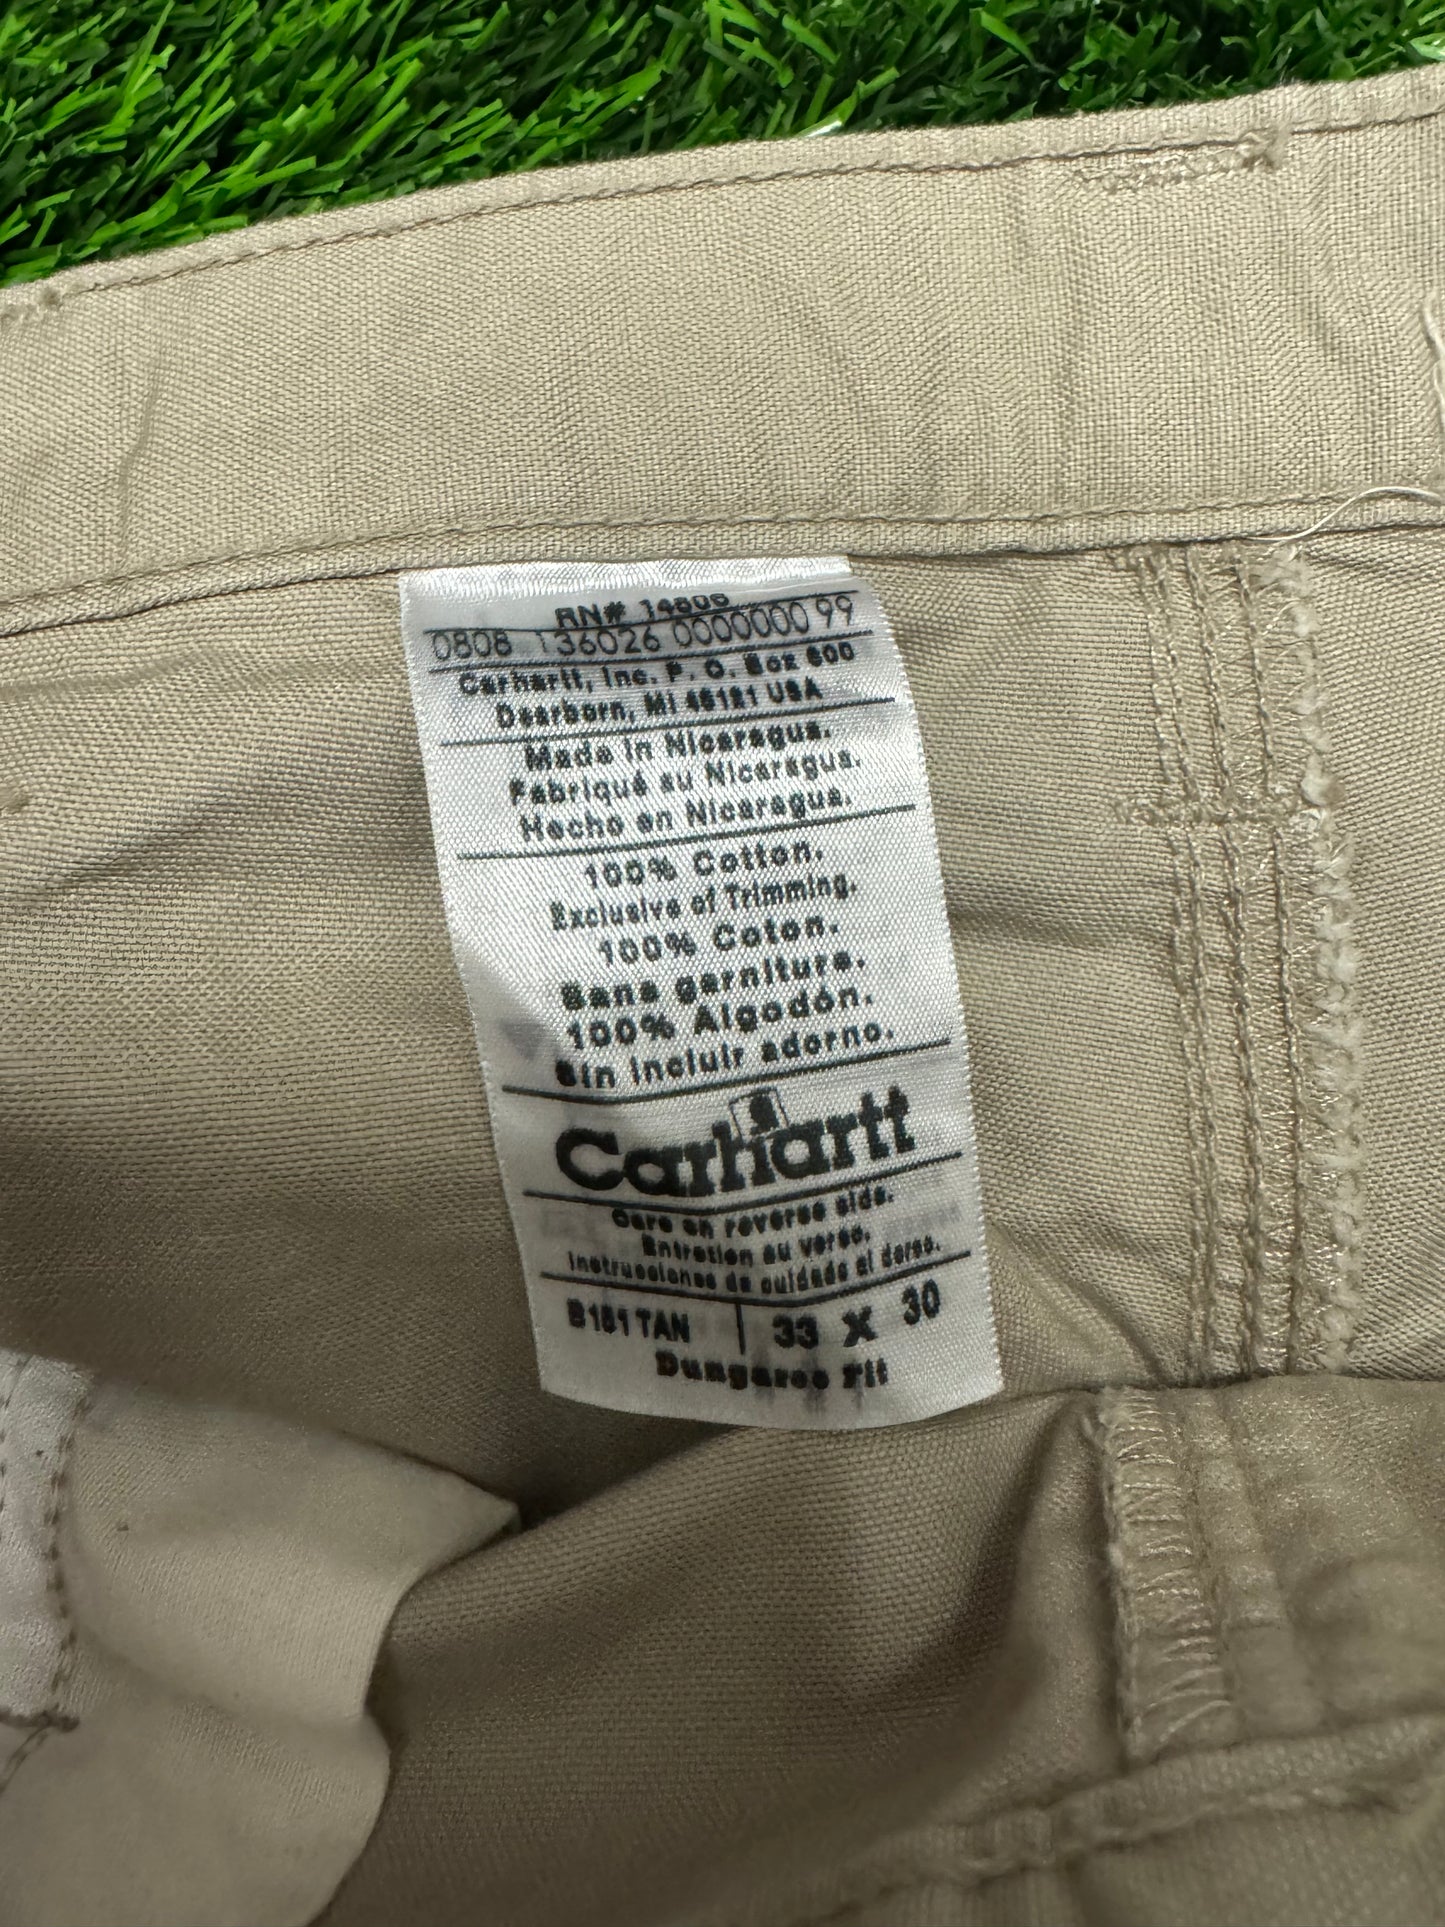 RN# 14806
0808 136026 0000000 99
Carhartt, Inc. P. O. Box 600
Dearborn, MI 48121 USA
Made in Nicaragua.
Fabriqué au Nicaragua.
Hecho en Nicaragua.
100% Cotton.
Exclusive of Trimming.
100% Coton.
Sans garniture.
100% Algodón.
Sin incluir adorno.
Carhartt
Care on reverse side.
Entretien au verso.
Instrucciones de cuidado al dorso.
B151 TAN | 33 X 30
Dungaree Fit